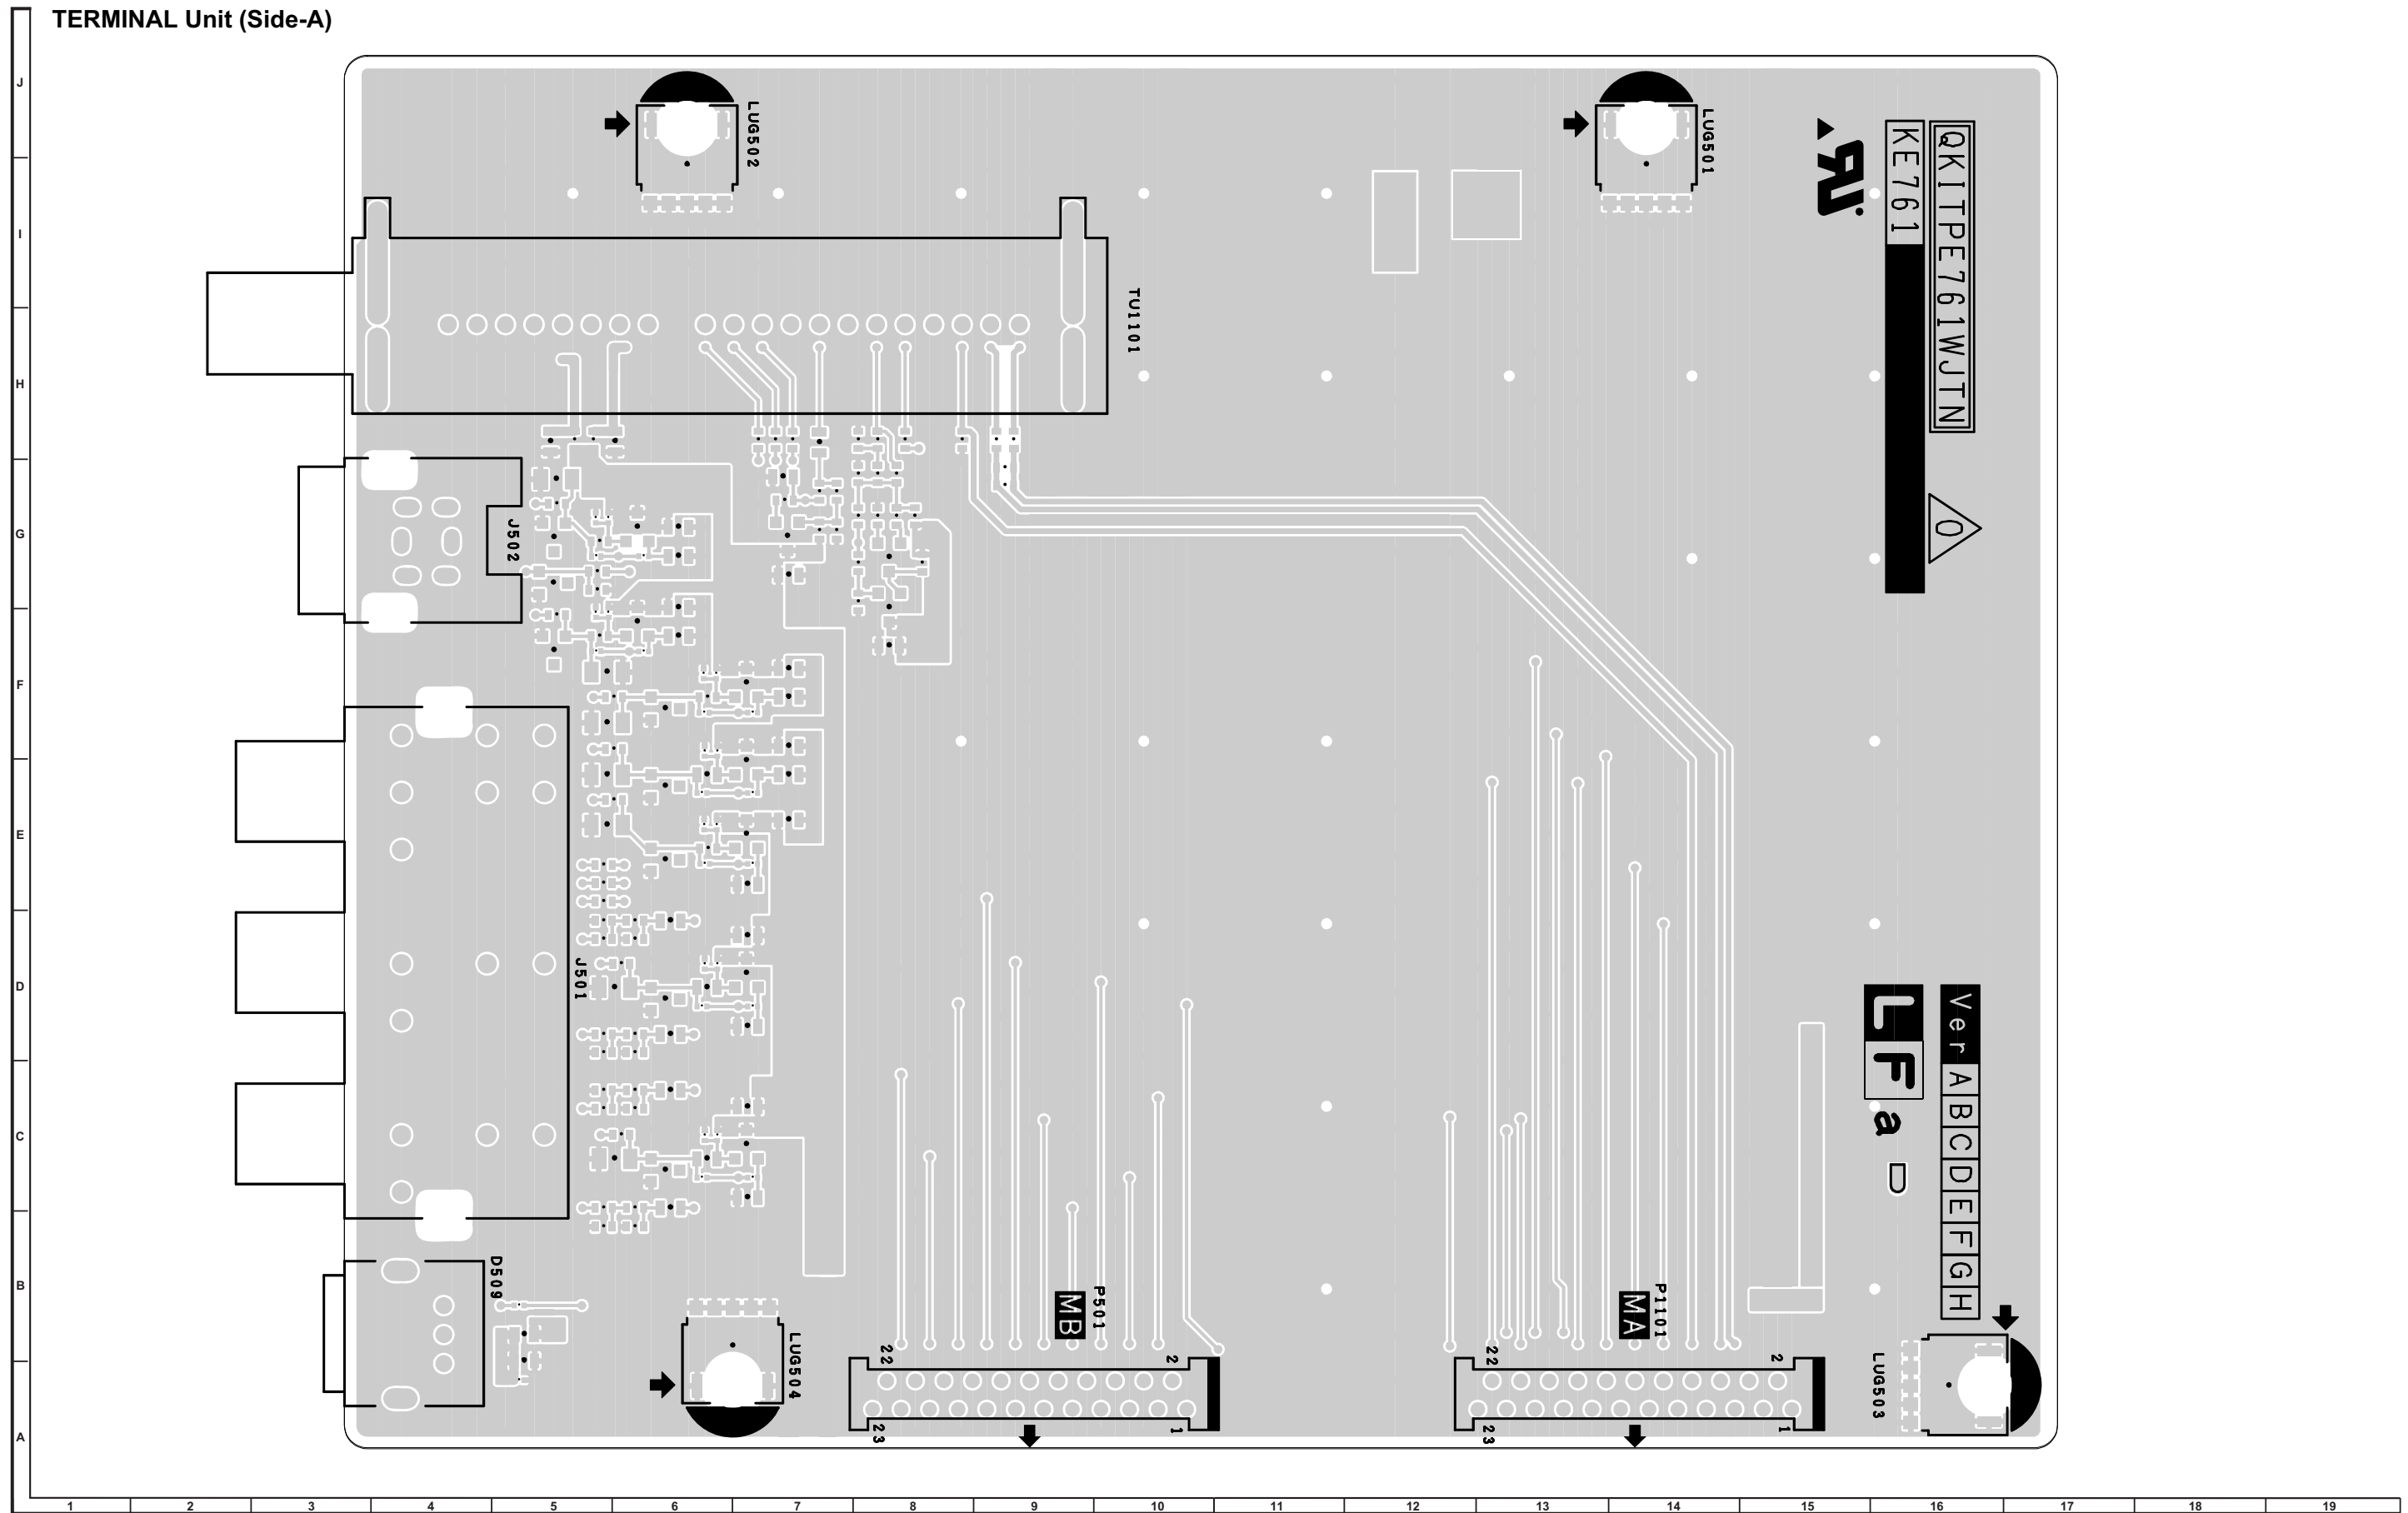 TERMINAL Unit (Side-A)
J
I
H
G
F
E
D
C
B
A
LUG502
LUG501
KE761
QKITPE761WJTN
TU1101
J502
0
J501
L
F
a
D
Ver A B C D E F G H
D509
LUG504
MB
P501
22
2
23
1
MA
P1101
22
2
23
1
LUG503
1 2 3 4 5 6 7 8 9 10 11 12 13 14 15 16 17 18 19